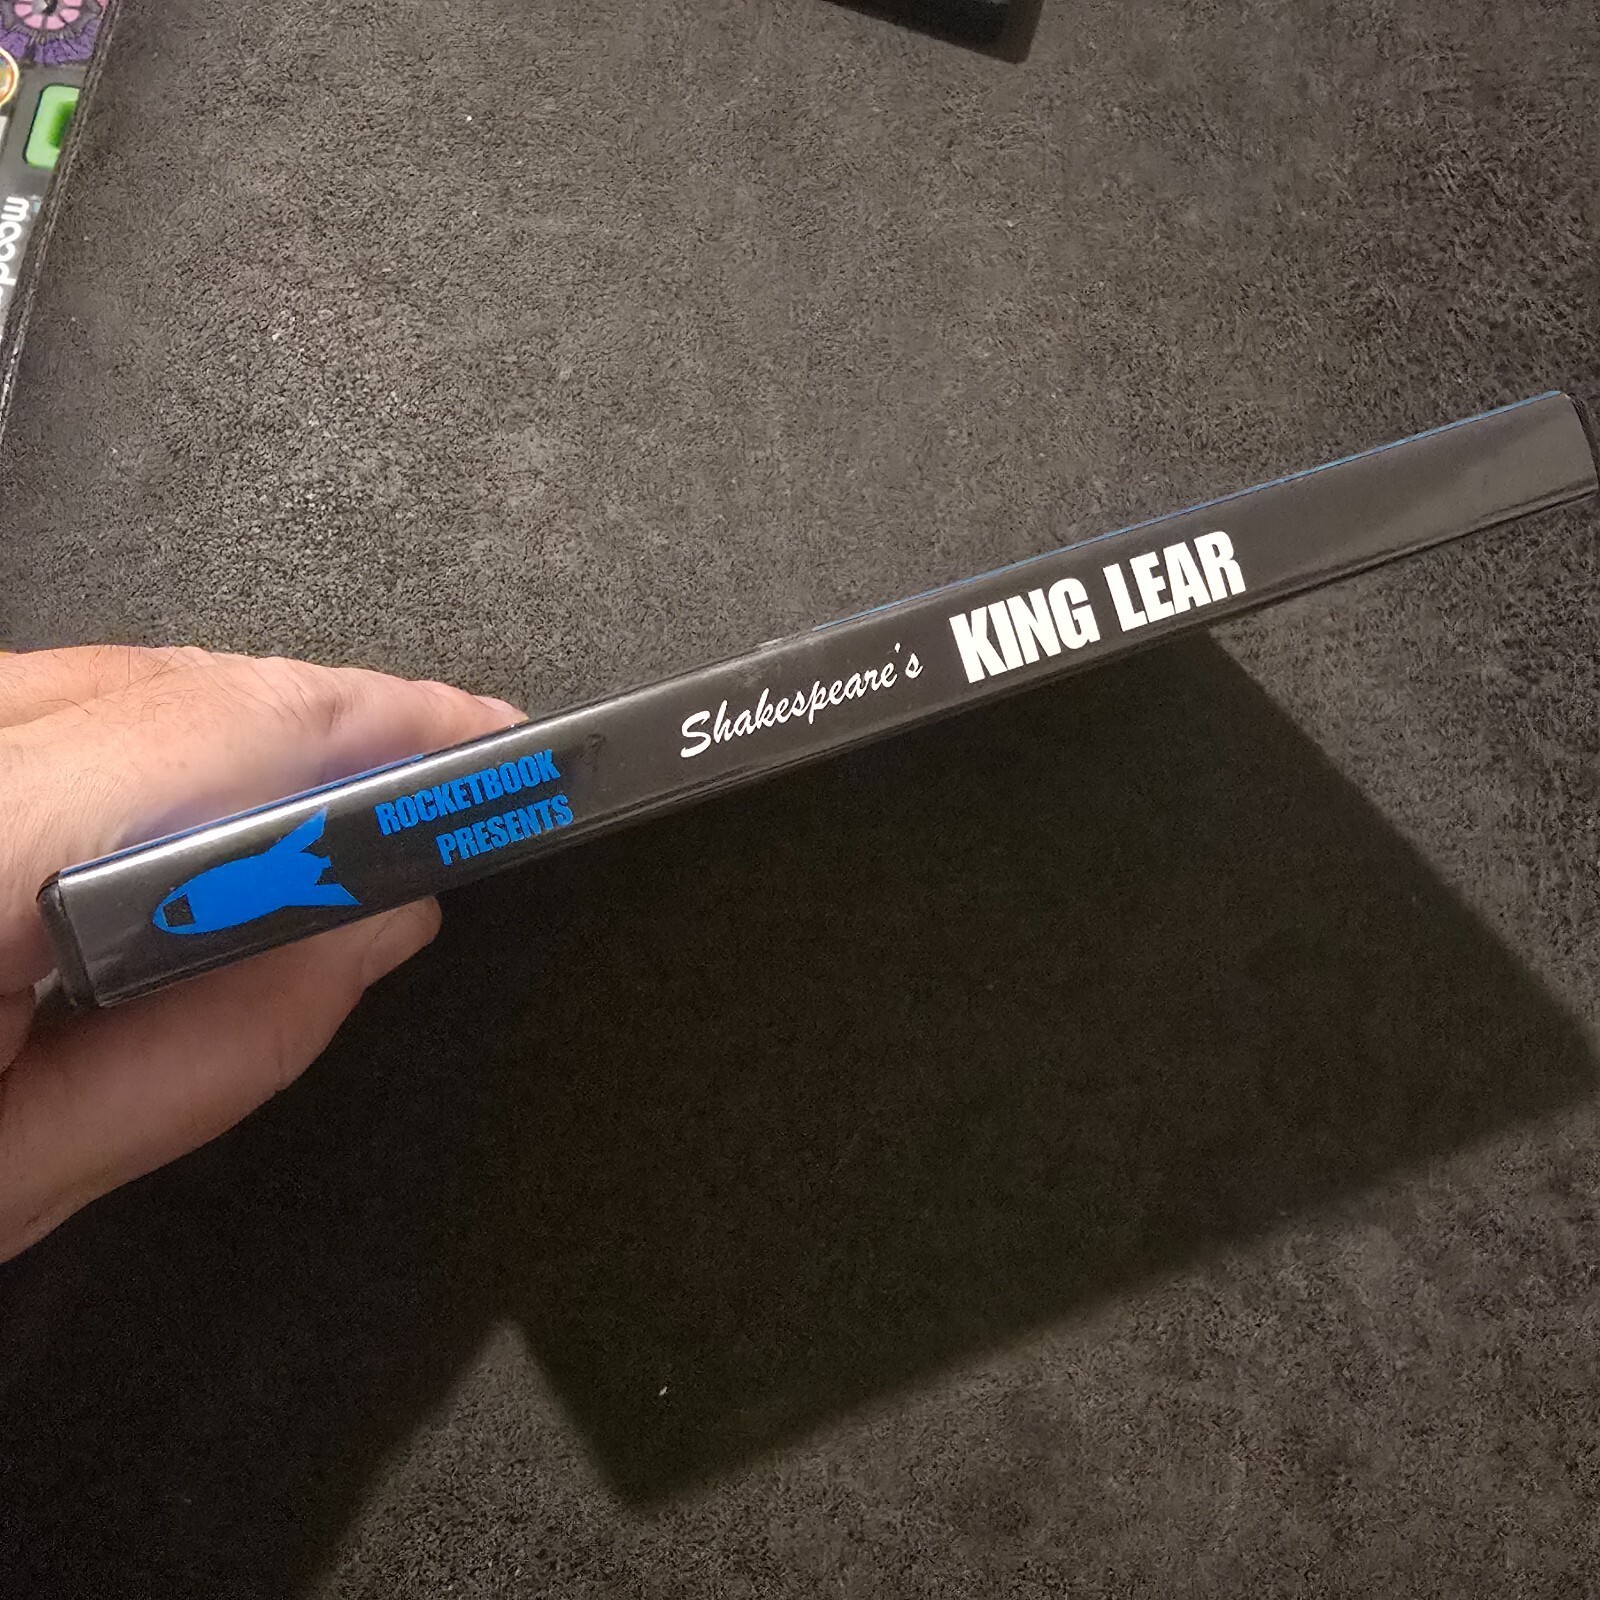 ROCKETBOOK
PRESENTS
Shakespeare's KING LEAR